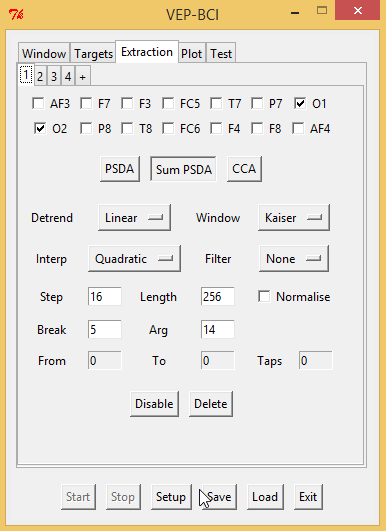 VEP-BCI
Window Targets Extraction Plot Test
1 2 3 4 +
AF3 F7 F3 FC5 T7 P7 O1
O2 P8 T8 FC6 F4 F8 AF4
PSDA Sum PSDA CCA
Detrend Linear Window Kaiser
Interp Quadratic Filter None
Step 16 Length 256 Normalise
Break 5 Arg 14
From 0 To 0 Taps 0
Disable Delete
Start Stop Setup Save Load Exit